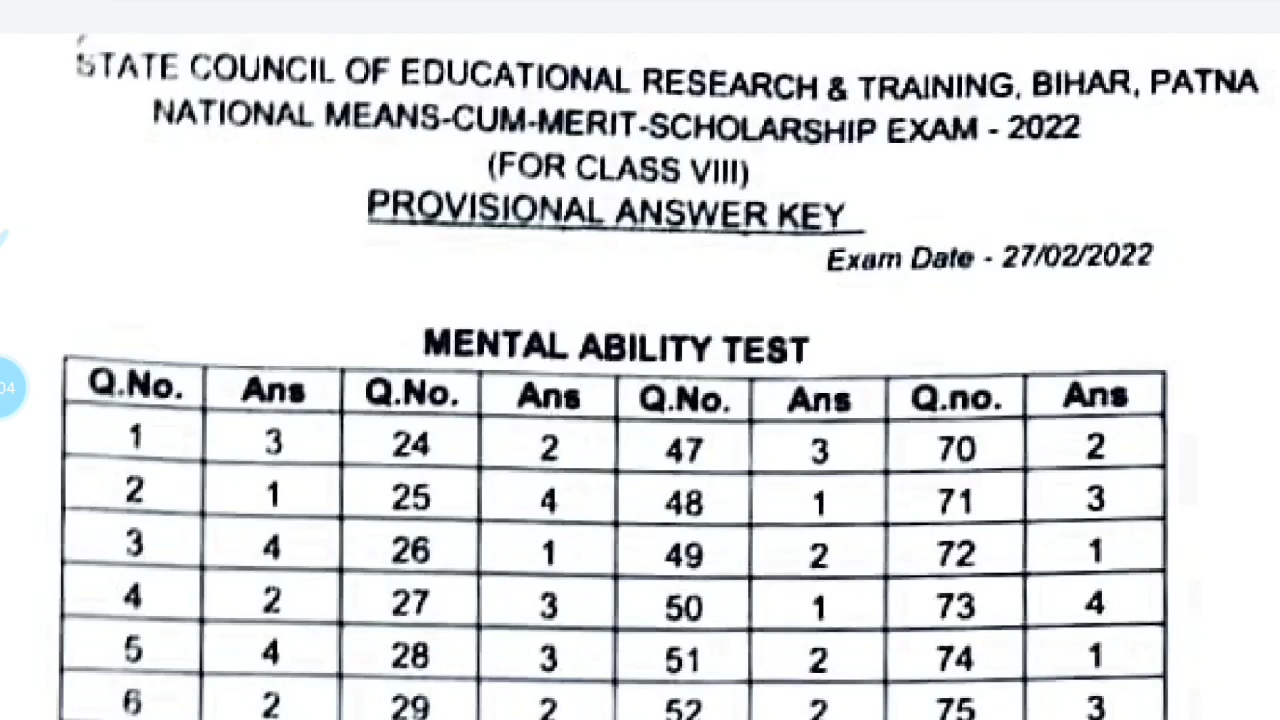 STATE COUNCIL OF EDUCATIONAL RESEARCH & TRAINING, BIHAR, PATNA
NATIONAL MEANS-CUM-MERIT-SCHOLARSHIP EXAM - 2022
(FOR CLASS VIII)
PROVISIONAL ANSWER KEY
Exam Date - 27/02/2022
MENTAL ABILITY TEST
Q.No. Ans Q.No. Ans Q.No. Ans Q.no. Ans
1 3 24 2 47 3 70 2
2 1 25 4 48 1 71 3
3 4 26 1 49 2 72 1
4 2 27 3 50 1 73 4
04
5 4 28 3 51 2 74 1
6 2 29 2 52 2 75 3